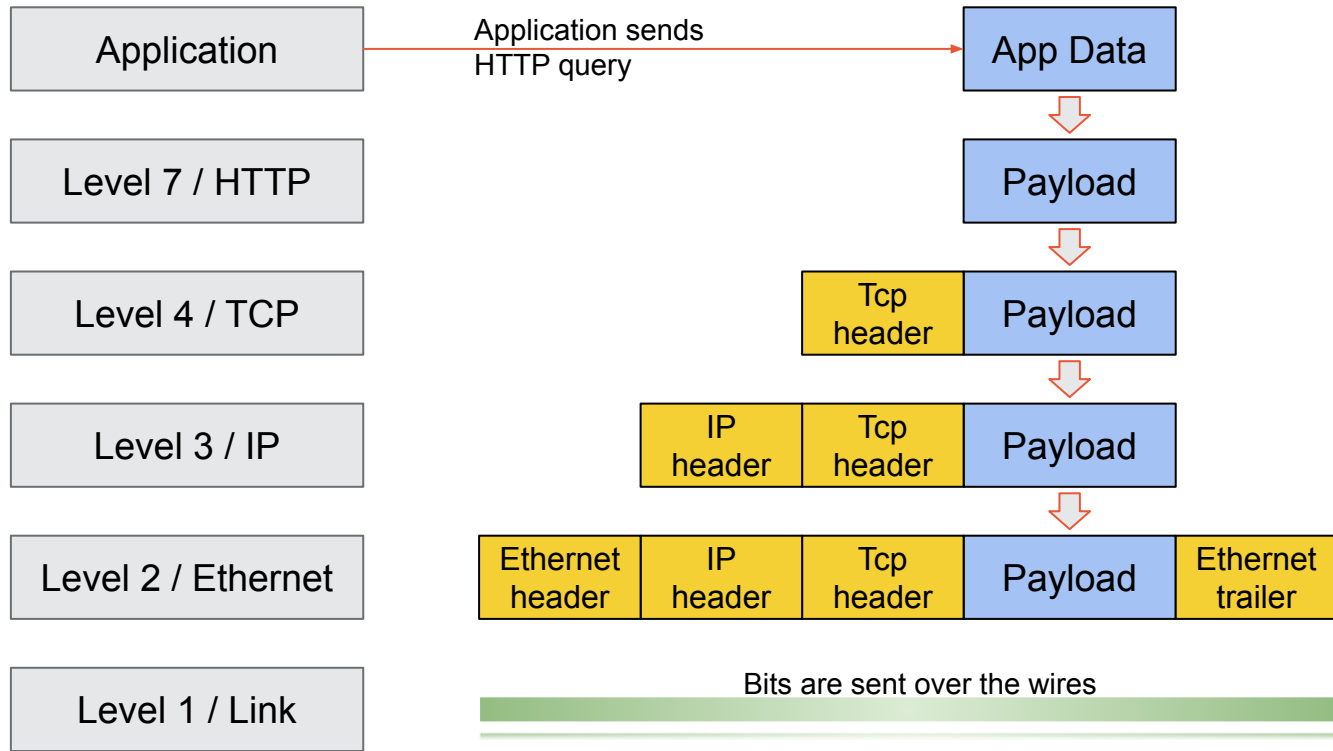 Application
Application sends
HTTP query
App Data
Level 7 / HTTP
Payload
Level 4 / TCP
Tcp
header
Payload
Level 3 / IP
IP
header
Tcp
header
Payload
Level 2 / Ethernet
Ethernet
header
IP
header
Tcp
header
Payload
Ethernet
trailer
Level 1 / Link
Bits are sent over the wires